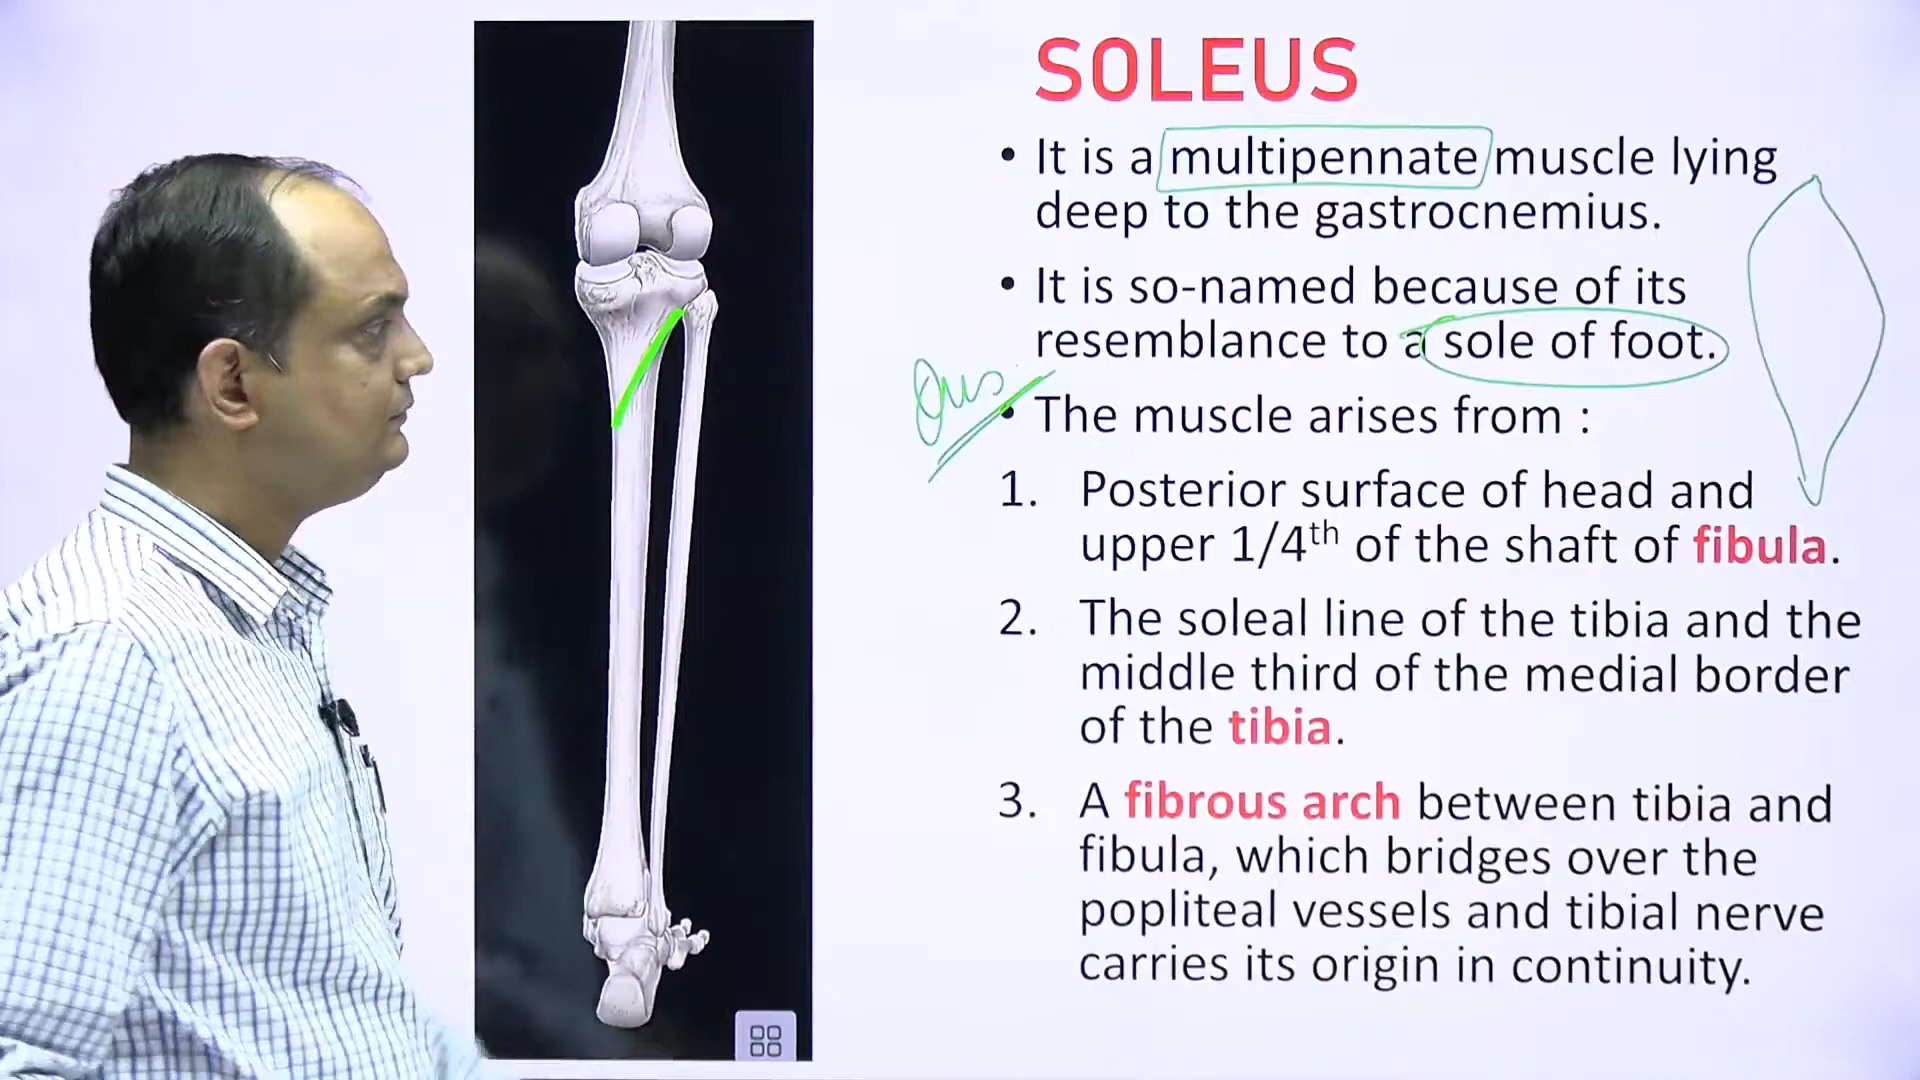 SOLEUS
• It is a multipennate muscle lying
deep to the gastrocnemius.
• It is so-named because of its
resemblance to a sole of foot.
Ques
• The muscle arises from :
1. Posterior surface of head and
upper 1/4th of the shaft of fibula.
2. The soleal line of the tibia and the
middle third of the medial border
of the tibia.
3. A fibrous arch between tibia and
fibula, which bridges over the
popliteal vessels and tibial nerve
carries its origin in continuity.